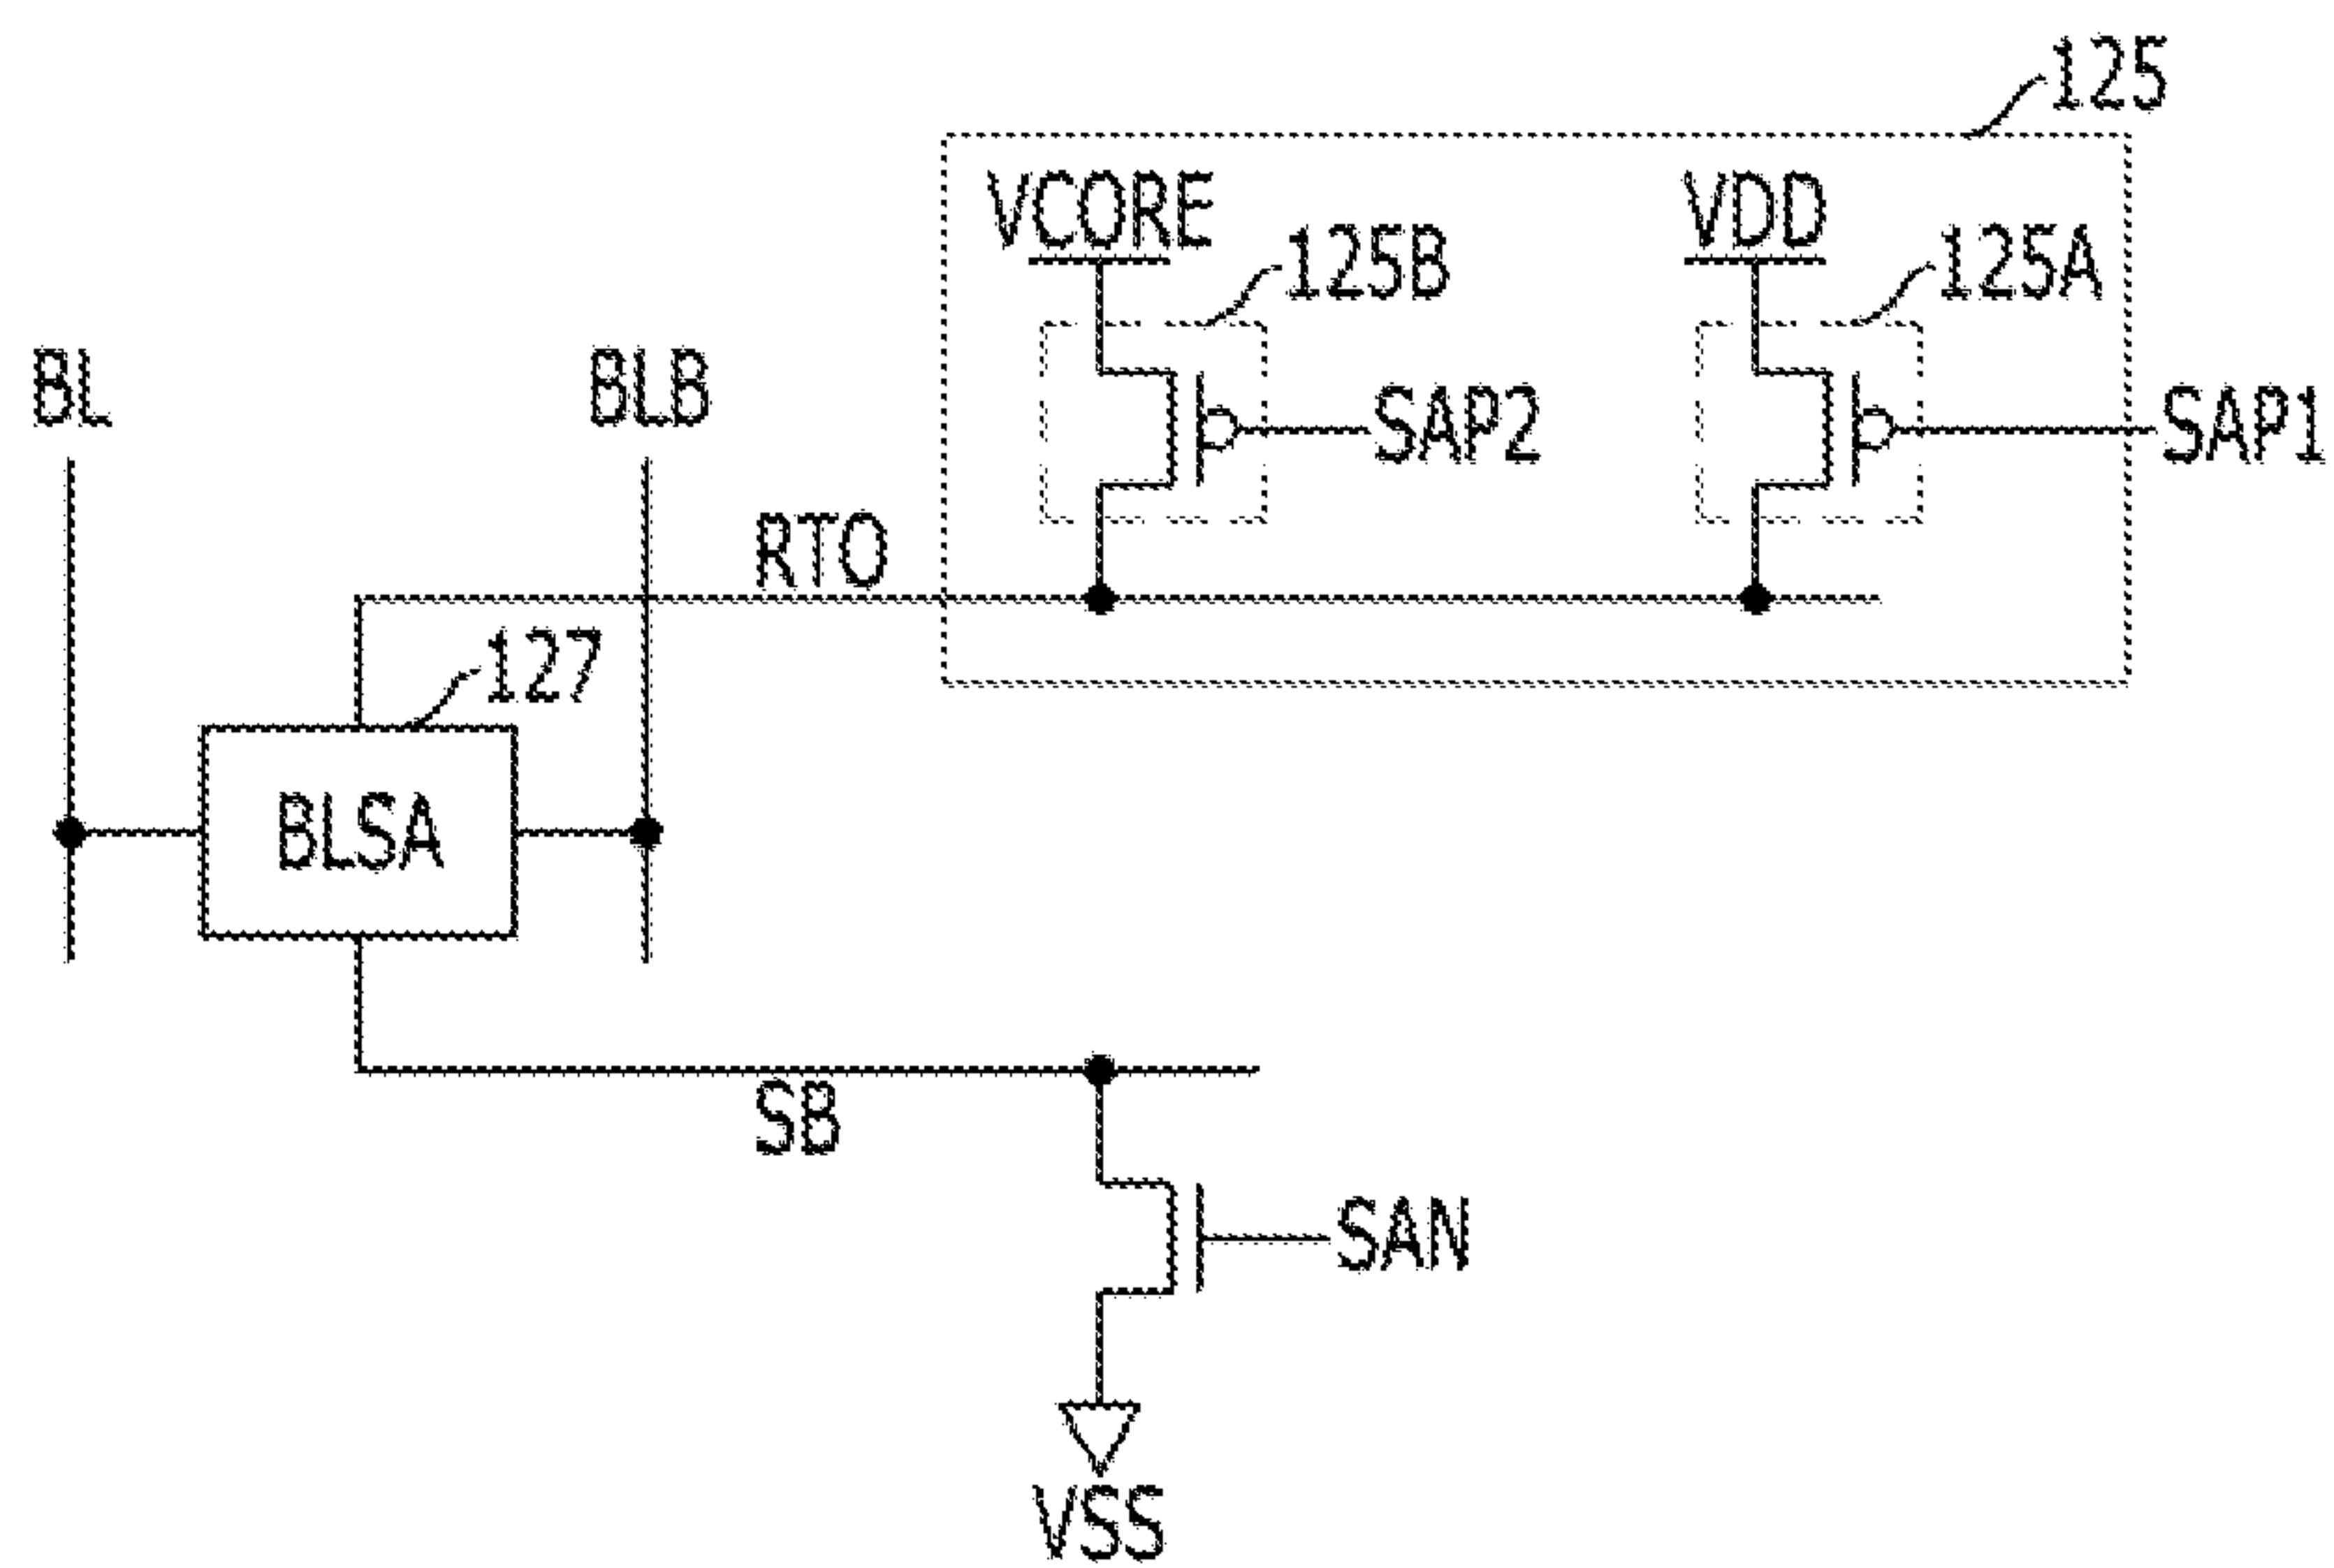 125
VCORE
VDD
125B
125A
BL
BLB
SAP2
SAP1
RTO
127
BLSA
SB
SAN
VSS